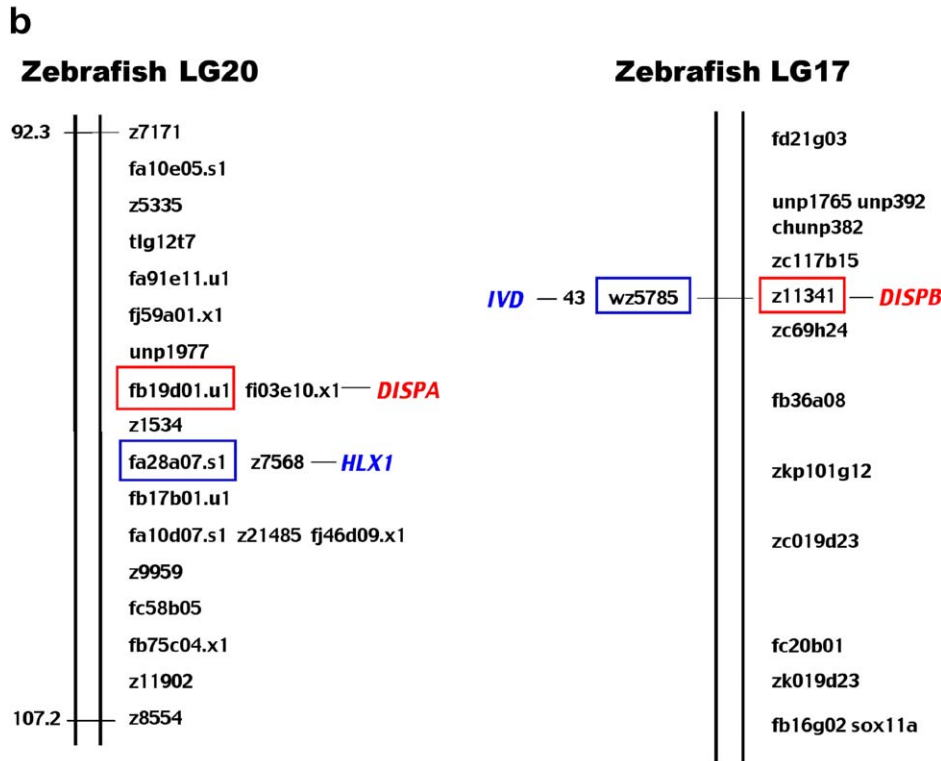 b
Zebrafish LG20
92.3 z7171
fa10e05.s1
z5335
tlg12t7
fa91e11.u1
fj59a01.x1
unp1977
fb19d01.u1 fi03e10.x1 DISPA
z1534
fa28a07.s1 z7568 HLX1
fb17b01.u1
fa10d07.s1 z21485 fj46d09.x1
z9959
fc58b05
fb75c04.x1
z11902
107.2 z8554
Zebrafish LG17
fd21g03
unp1765 unp392
chunp382
zc117b15
IVD 43 wz5785 z11341 DISPB
zc69h24
fb36a08
zkp101g12
zc019d23
fc20b01
zk019d23
fb16g02 sox11a